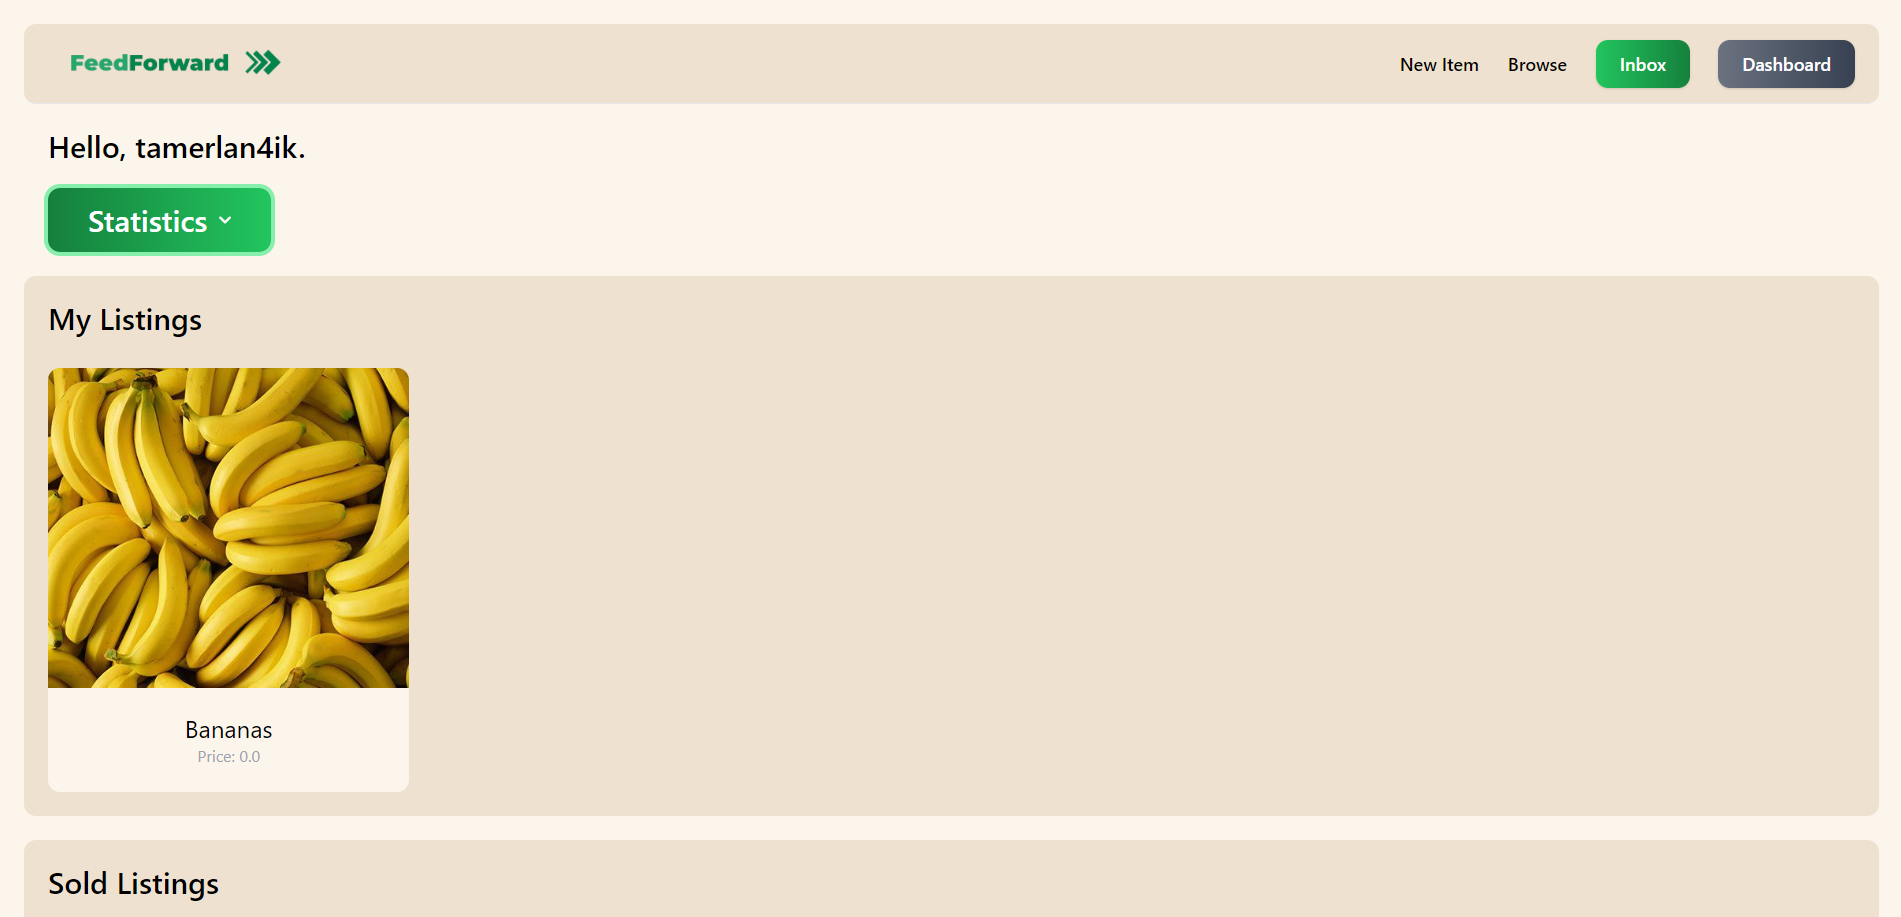 FeedForward
New Item Browse Inbox Dashboard
Hello, tamerlan4ik.
Statistics
My Listings
Bananas
Price: 0.0
Sold Listings